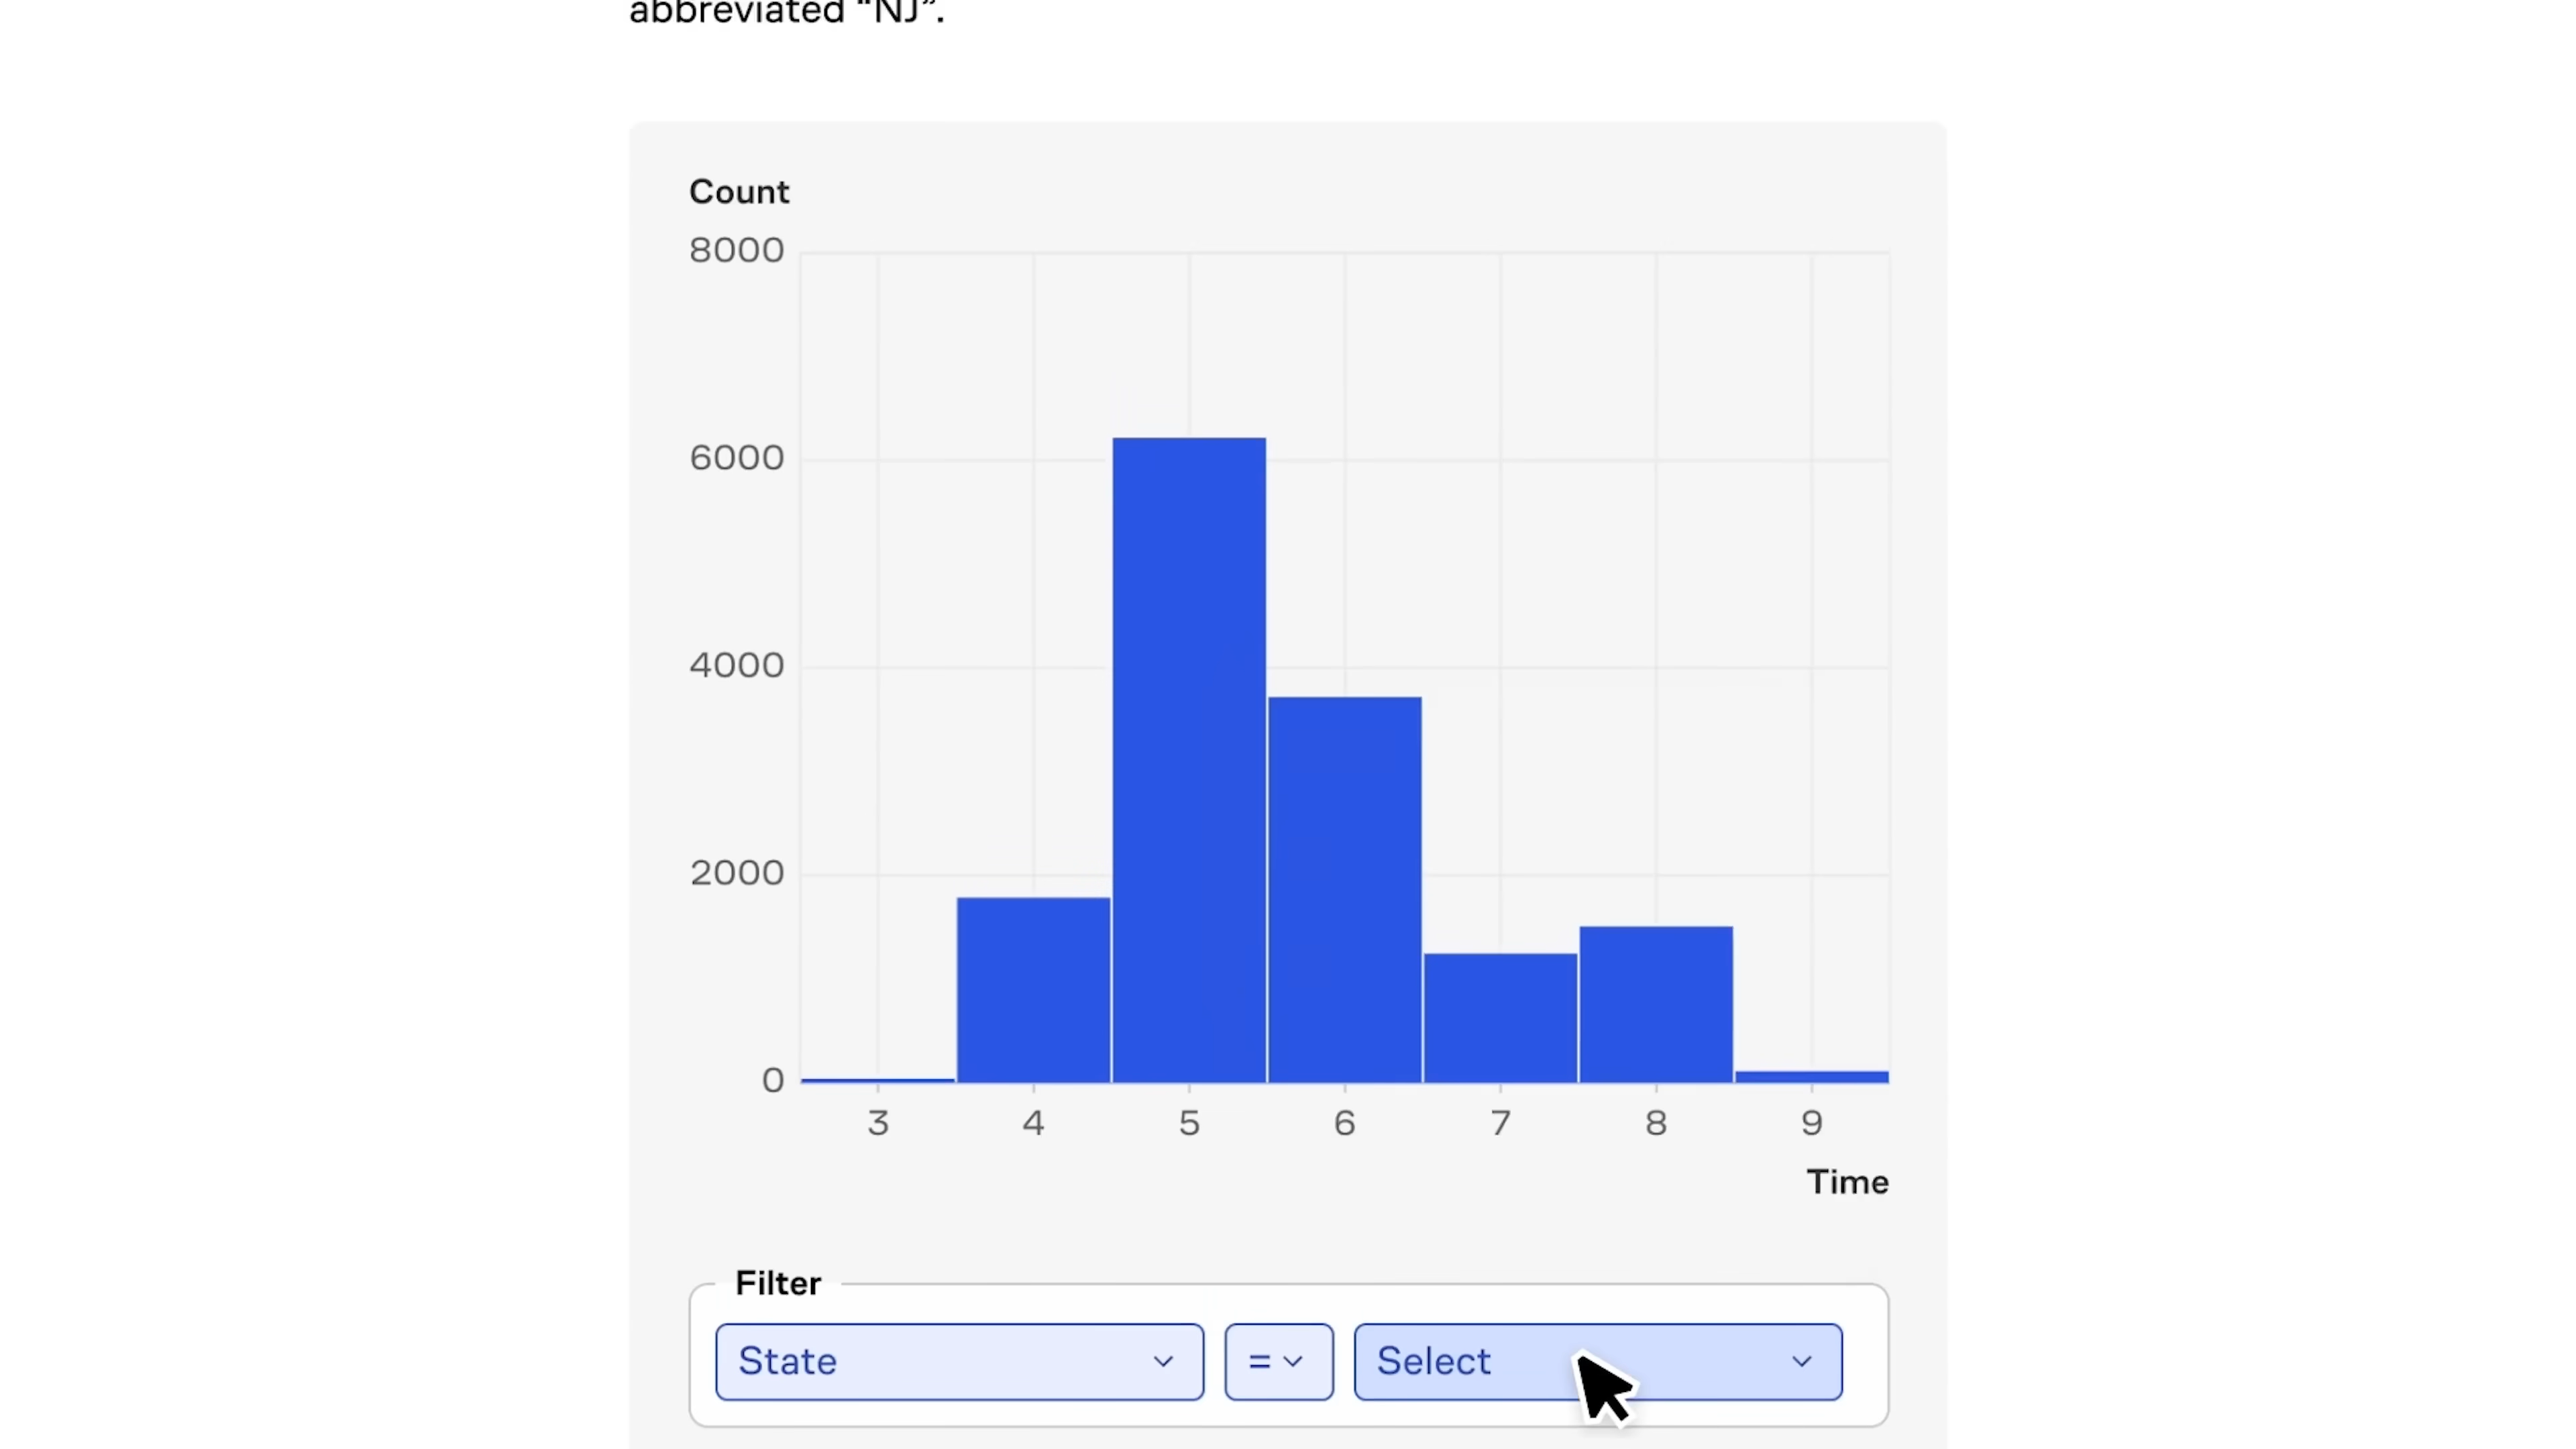 abbreviated “NJ”.
Count
8000
6000
4000
2000
0
3 4 5 6 7 8 9
Time
Filter
State = Select